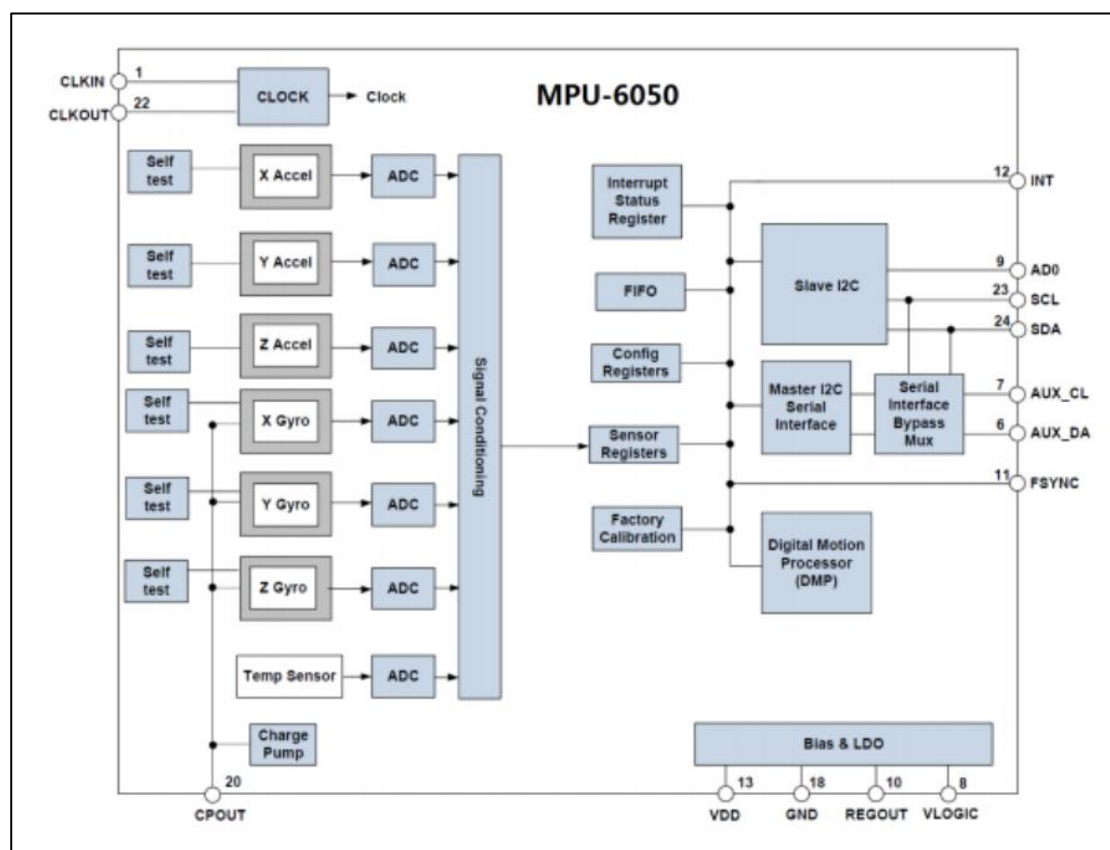 MPU-6050
CLKIN
1
CLKOUT
22
CLOCK
Clock
Self
test
X Accel
ADC
Self
test
Y Accel
ADC
Self
test
Z Accel
ADC
Self
test
X Gyro
ADC
Self
test
Y Gyro
ADC
Self
test
Z Gyro
ADC
Temp Sensor
ADC
Charge
Pump
20
CPOUT
Signal Conditioning
Interrupt
Status
Register
FIFO
Config
Registers
Sensor
Registers
Factory
Calibration
Slave I2C
Master I2C
Serial
Interface
Serial
Interface
Bypass
Mux
Digital Motion
Processor
(DMP)
12
INT
9
AD0
23
SCL
24
SDA
7
AUX_CL
6
AUX_DA
11
FSYNC
Bias & LDO
13
VDD
18
GND
10
REGOUT
8
VLOGIC